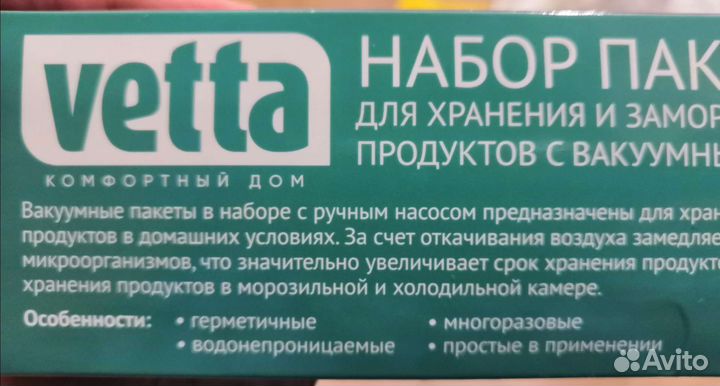 vetta
КОМФОРТНЫЙ ДОМ
НАБОР ПАК
ДЛЯ ХРАНЕНИЯ И ЗАМОР
ПРОДУКТОВ С ВАКУУМНЫ
Вакуумные пакеты в наборе с ручным насосом предназначены для хран
продуктов в домашних условиях. За счет откачивания воздуха замедляе
микроорганизмов, что значительно увеличивает срок хранения продукто
хранения продуктов в морозильной и холодильной камере.
Особенности: • герметичные • многоразовые
• водонепроницаемые • простые в применении
Avito